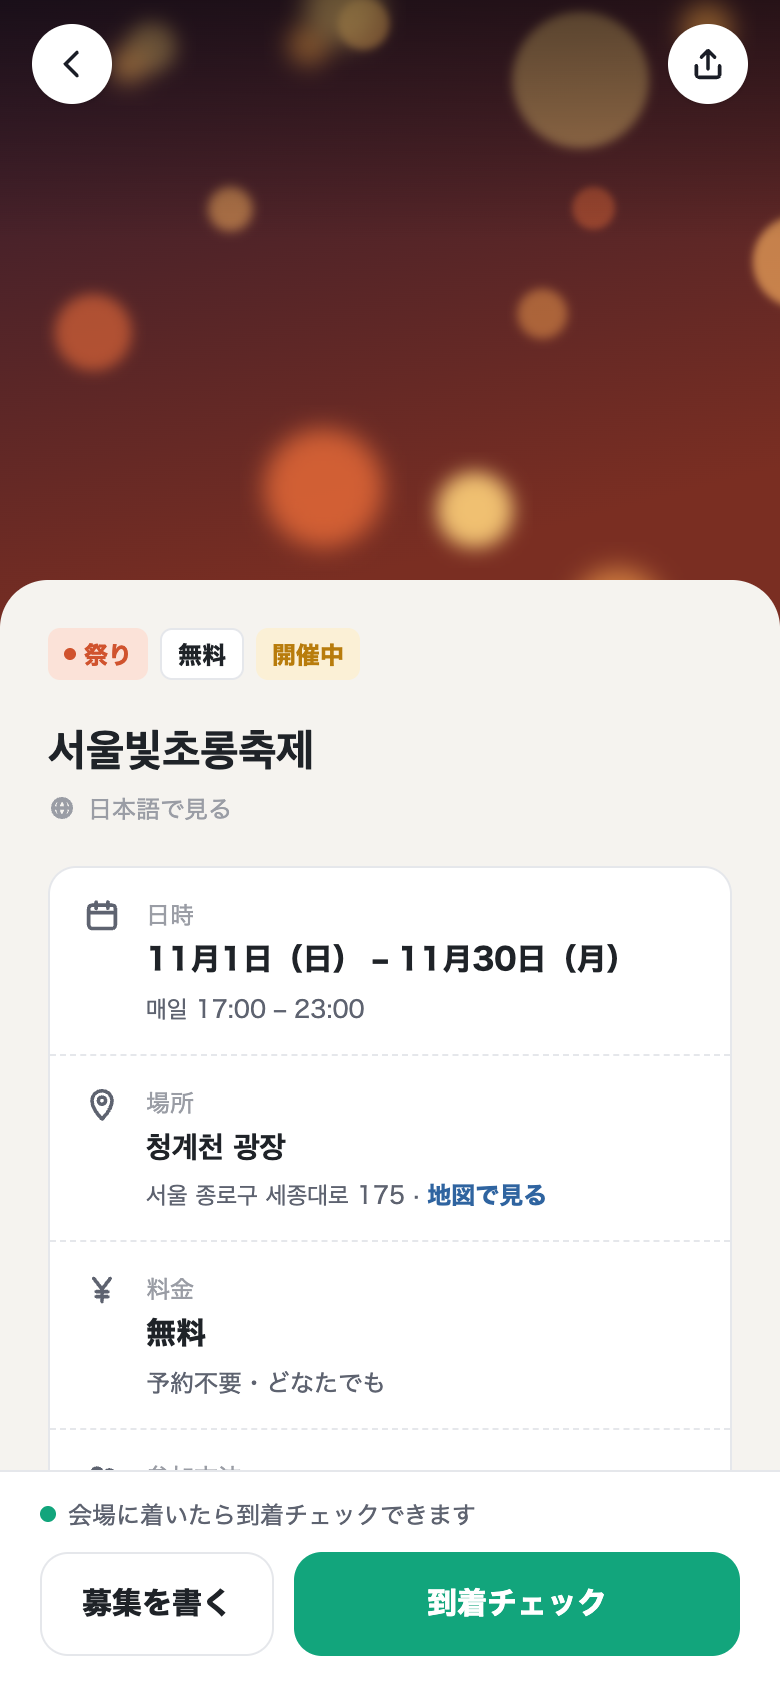 祭り 無料 開催中
서울빛초롱축제
日本語で見る
日時
11月1日（日） – 11月30日（月）
매일 17:00 – 23:00
場所
청계천 광장
서울 종로구 세종대로 175 · 地図で見る
料金
無料
予約不要・どなたでも
会場に着いたら到着チェックできます
募集を書く 到着チェック